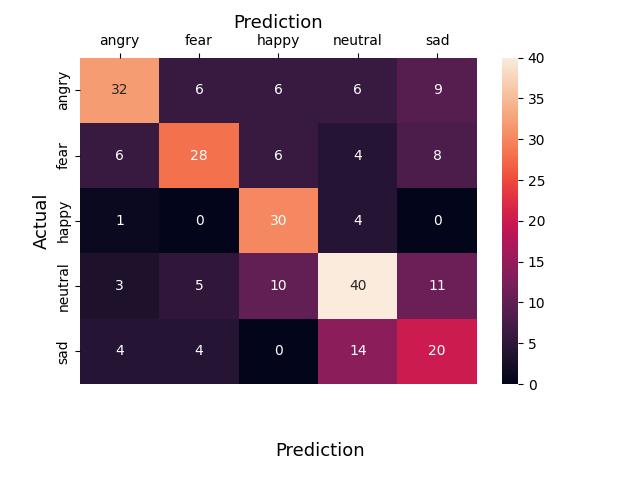 Prediction
angry fear happy neutral sad
Actual
angry 32 6 6 6 9
fear 6 28 6 4 8
happy 1 0 30 4 0
neutral 3 5 10 40 11
sad 4 4 0 14 20
40
35
30
25
20
15
10
5
0
Prediction